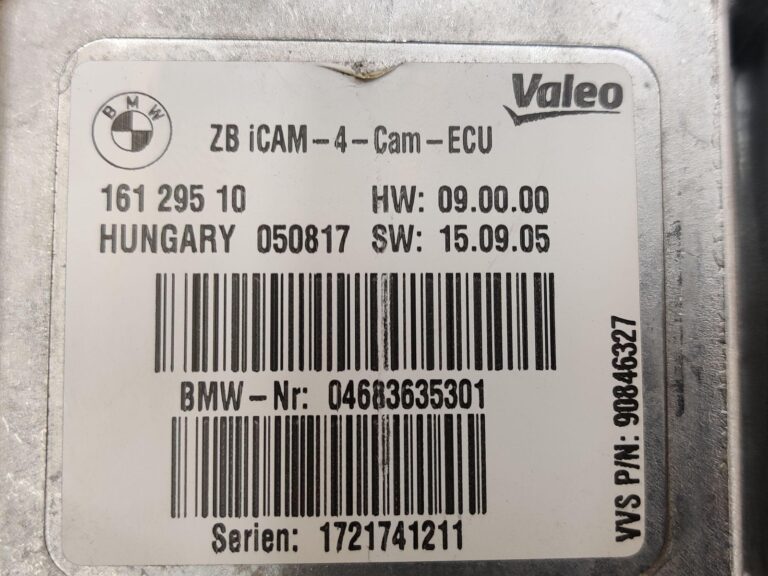 BMW
Valeo
ZB iCAM-4-Cam-ECU
161 295 10 HW: 09.00.00
HUNGARY 050817 SW: 15.09.05
BMW-Nr: 04683635301
Serien: 1721741211
VVS P/N: 90846327